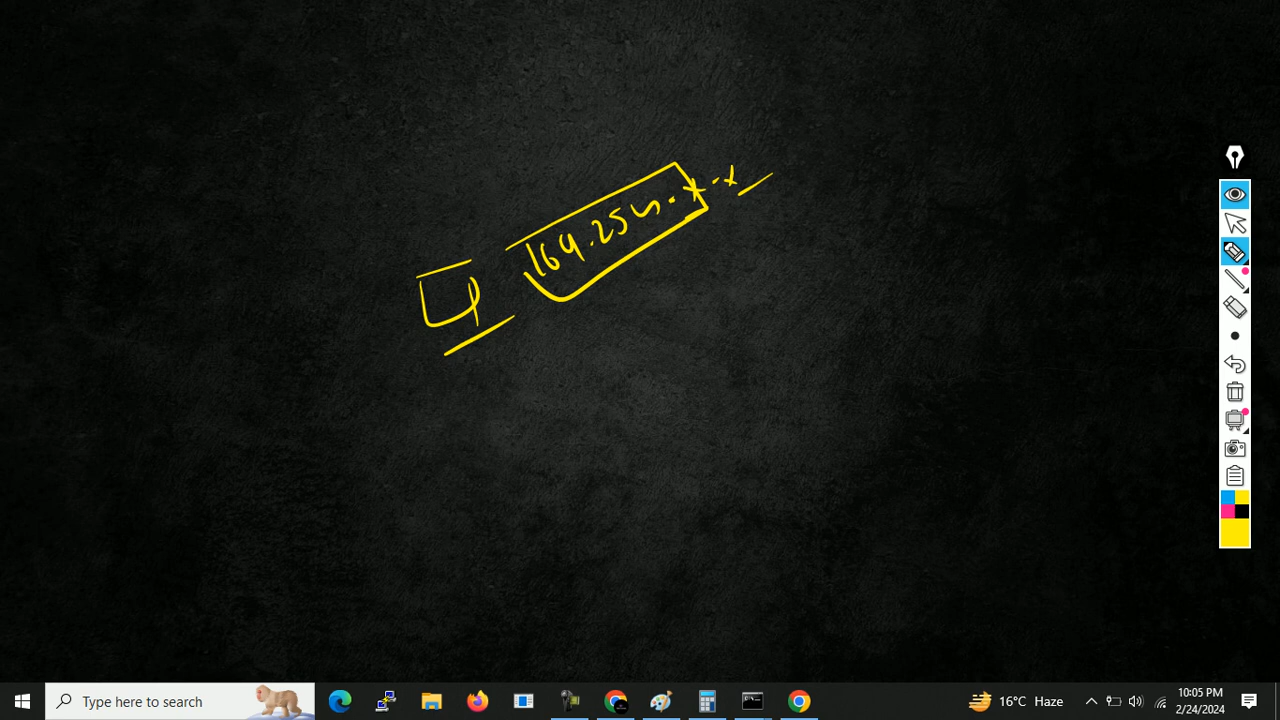 169.254.x.x
Type here to search
16°C Haze
10:05 PM
2/24/2024